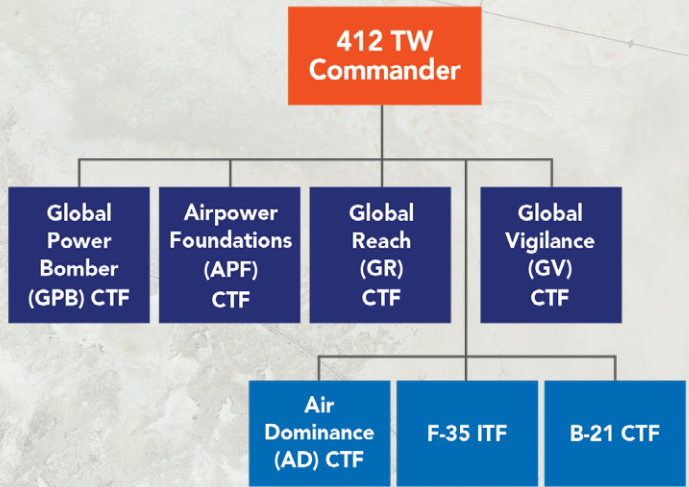 412 TW
Commander
Global
Power
Bomber
(GPB) CTF
Airpower
Foundations
(APF)
CTF
Global
Reach
(GR)
CTF
Global
Vigilance
(GV)
CTF
Air
Dominance
(AD) CTF
F-35 ITF
B-21 CTF